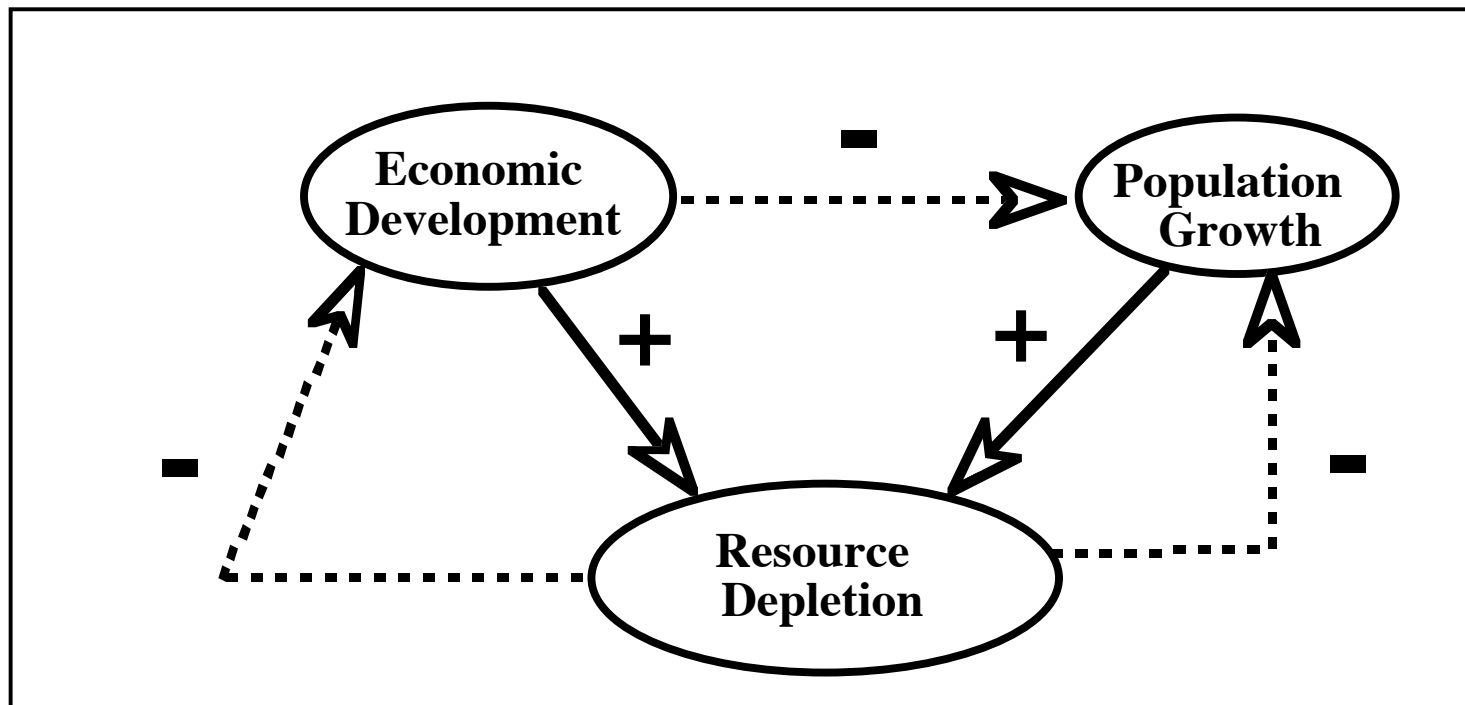 -
Economic
Development
Population
Growth
+
+
-
-
Resource
Depletion